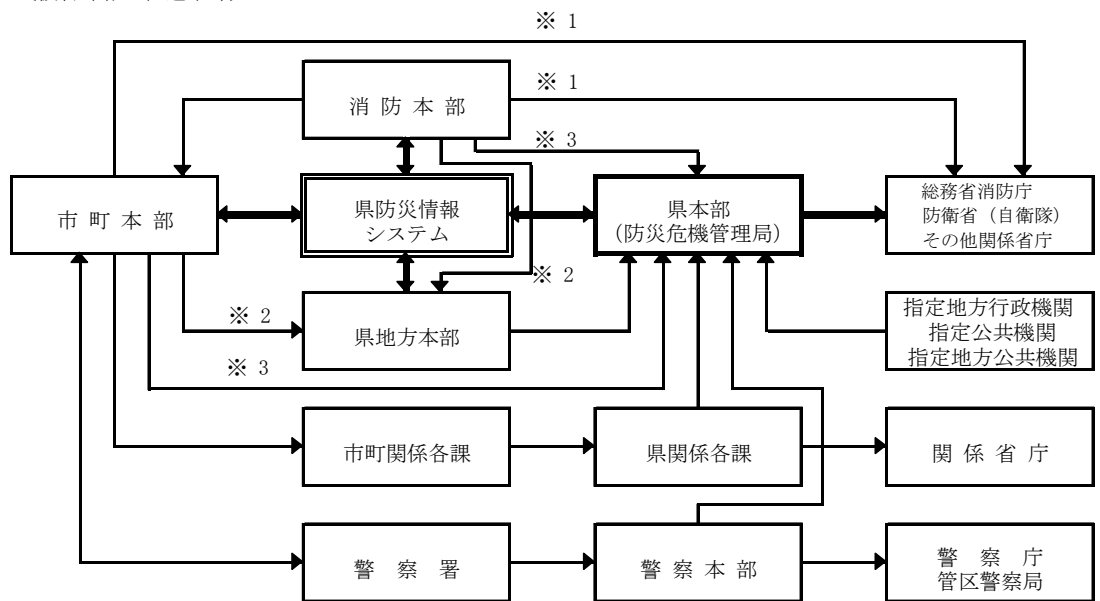 ※ 1
※ 1
消 防 本 部
※ 3
市 町 本 部
県防災情報
システム
県本部
(防災危機管理局)
総務省消防庁
防衛省(自衛隊)
その他関係省庁
※ 2
※ 2
県地方本部
指定地方行政機関
指定公共機関
指定地方公共機関
※ 3
市町関係各課
県関係各課
関 係 省 庁
警 察 署
警 察 本 部
警 察 庁
管区警察局